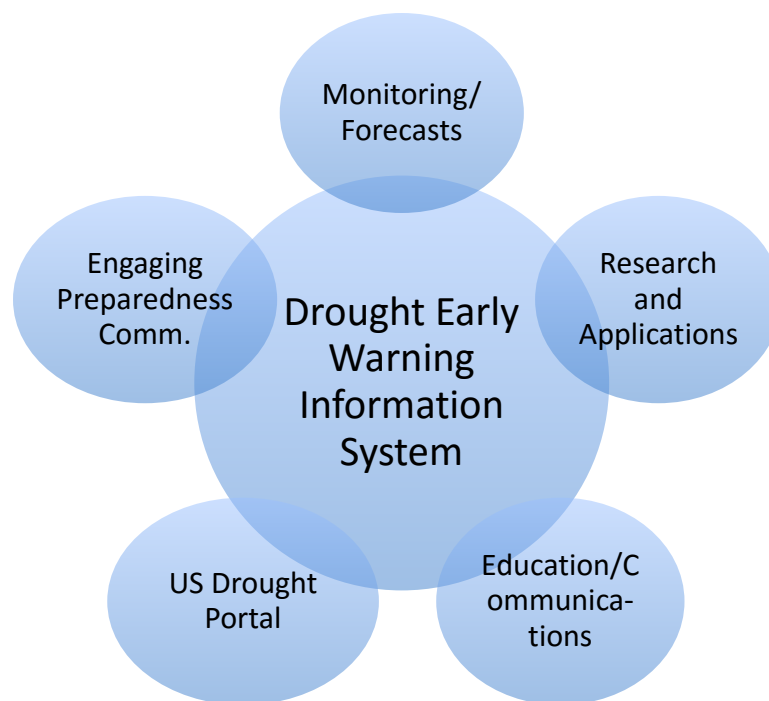 Monitoring/
Forecasts
Engaging
Preparedness
Comm.
Research
and
Applications
Drought Early
Warning
Information
System
US Drought
Portal
Education/C
ommunica-
tions